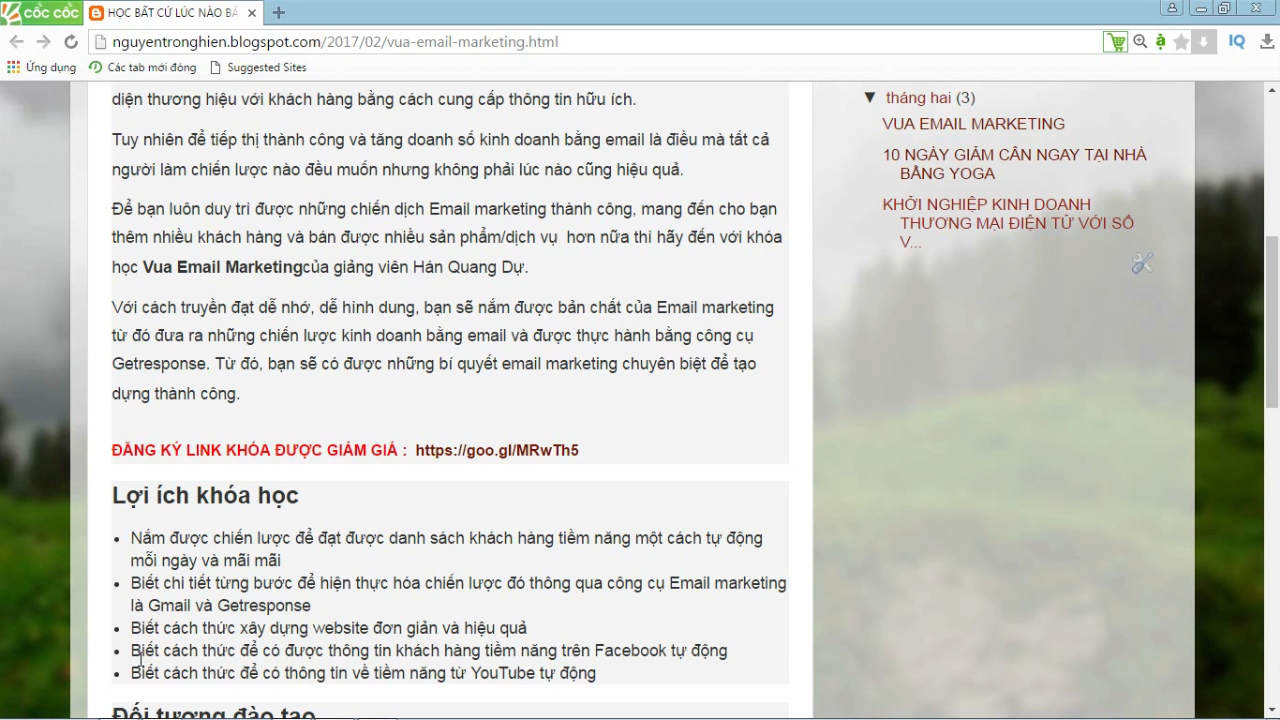 CỐC CỐC
HỌC BẤT CỨ LÚC NÀO BẤ
nguyentronghien.blogspot.com/2017/02/vua-email-marketing.html
IQ
Ứng dụng
Các tab mới đóng
Suggested Sites
diện thương hiệu với khách hàng bằng cách cung cấp thông tin hữu ích.
Tuy nhiên để tiếp thị thành công và tăng doanh số kinh doanh bằng email là điều mà tất cả
người làm chiến lược nào đều muốn nhưng không phải lúc nào cũng hiệu quả.
Để bạn luôn duy trì được những chiến dịch Email marketing thành công, mang đến cho bạn
thêm nhiều khách hàng và bán được nhiều sản phẩm/dịch vụ hơn nữa thì hãy đến với khóa
học Vua Email Marketingcủa giảng viên Hán Quang Dự.
Với cách truyền đạt dễ nhớ, dễ hình dung, bạn sẽ nắm được bản chất của Email marketing
từ đó đưa ra những chiến lược kinh doanh bằng email và được thực hành bằng công cụ
Getresponse. Từ đó, bạn sẽ có được những bí quyết email marketing chuyên biệt để tạo
dựng thành công.
ĐĂNG KÝ LINK KHÓA ĐƯỢC GIẢM GIÁ : https://goo.gl/MRwTh5
Lợi ích khóa học
Nắm được chiến lược để đạt được danh sách khách hàng tiềm năng một cách tự động
mỗi ngày và mãi mãi
Biết chi tiết từng bước để hiện thực hóa chiến lược đó thông qua công cụ Email marketing
là Gmail và Getresponse
Biết cách thức xây dựng website đơn giản và hiệu quả
Biết cách thức để có được thông tin khách hàng tiềm năng trên Facebook tự động
Biết cách thức để có thông tin về tiềm năng từ YouTube tự động
Đối tượng đào tạo
▼ tháng hai (3)
VUA EMAIL MARKETING
10 NGÀY GIẢM CÂN NGAY TẠI NHÀ
BẰNG YOGA
KHỞI NGHIỆP KINH DOANH
THƯƠNG MẠI ĐIỆN TỬ VỚI SỐ
V...